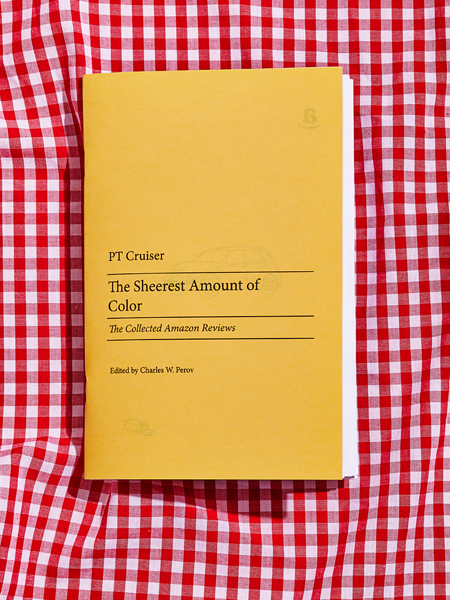 PT Cruiser
The Sheerest Amount of
Color
The Collected Amazon Reviews
Edited by Charles W. Perov